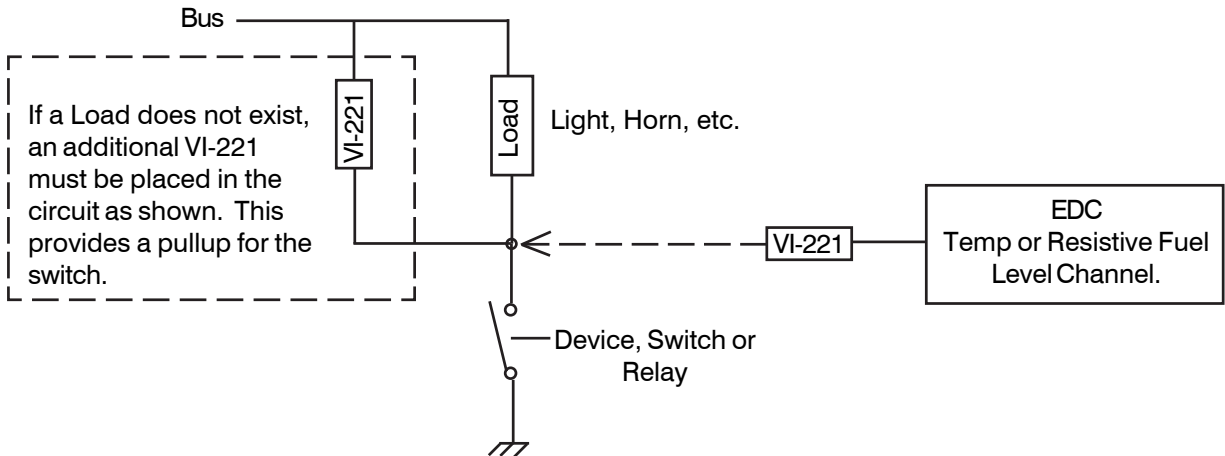 Bus
If a Load does not exist,
an additional VI-221
must be placed in the
circuit as shown.  This
provides a pullup for the
switch.
VI-221
Load
Light, Horn, etc.
VI-221
EDC
Temp or Resistive Fuel
Level Channel.
Device, Switch or
Relay